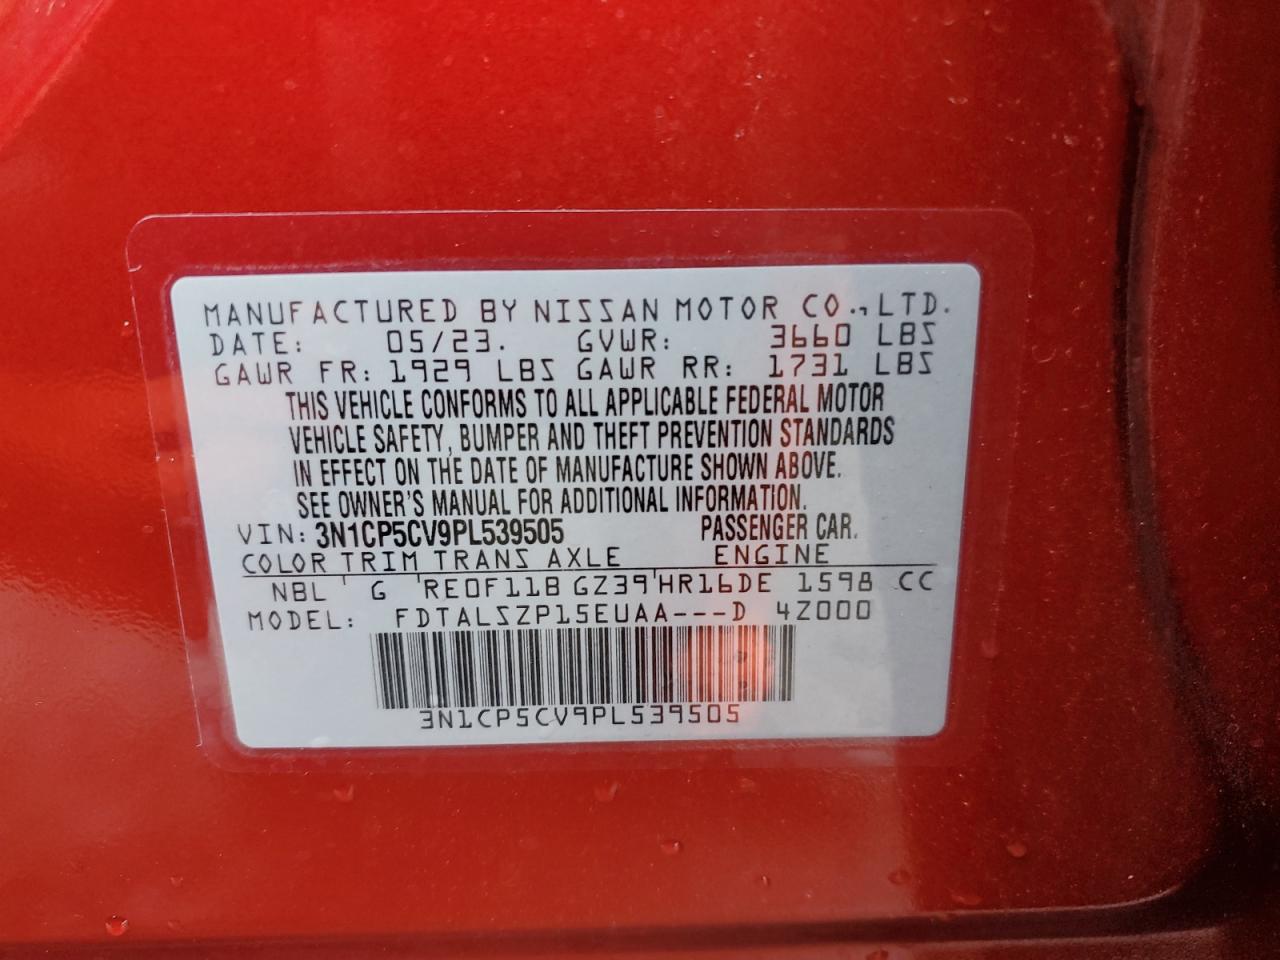 MANUFACTURED BY NISSAN MOTOR CO., LTD.
DATE: 05/23. GVWR: 3660 LBS
GAWR FR: 1929 LBS GAWR RR: 1731 LBS
THIS VEHICLE CONFORMS TO ALL APPLICABLE FEDERAL MOTOR
VEHICLE SAFETY, BUMPER AND THEFT PREVENTION STANDARDS
IN EFFECT ON THE DATE OF MANUFACTURE SHOWN ABOVE.
SEE OWNER'S MANUAL FOR ADDITIONAL INFORMATION.
VIN: 3N1CP5CV9PL539505 PASSENGER CAR.
COLOR TRIM TRANS AXLE ENGINE
NBL G RE0F11B GZ39 HR16DE 1598 CC
MODEL: FDTALSZP15EUAA---D 4Z000
3N1CP5CV9PL539505